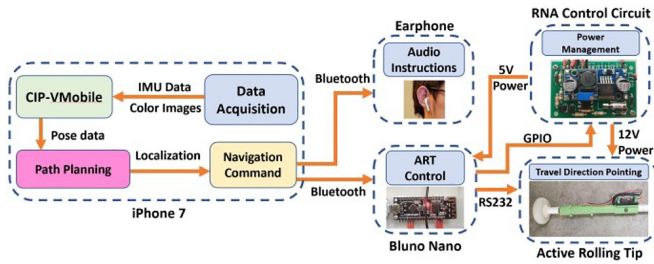 Earphone
RNA Control Circuit
Audio
Instructions
Power
Management
Bluetooth
5V
Power
CIP-VMobile
IMU Data
Color Images
Data
Acquisition
Pose data
GPIO
12V
Power
Path Planning
Localization
Navigation
Command
ART
Control
Travel Direction Pointing
Bluetooth
RS232
iPhone 7
Bluno Nano
Active Rolling Tip